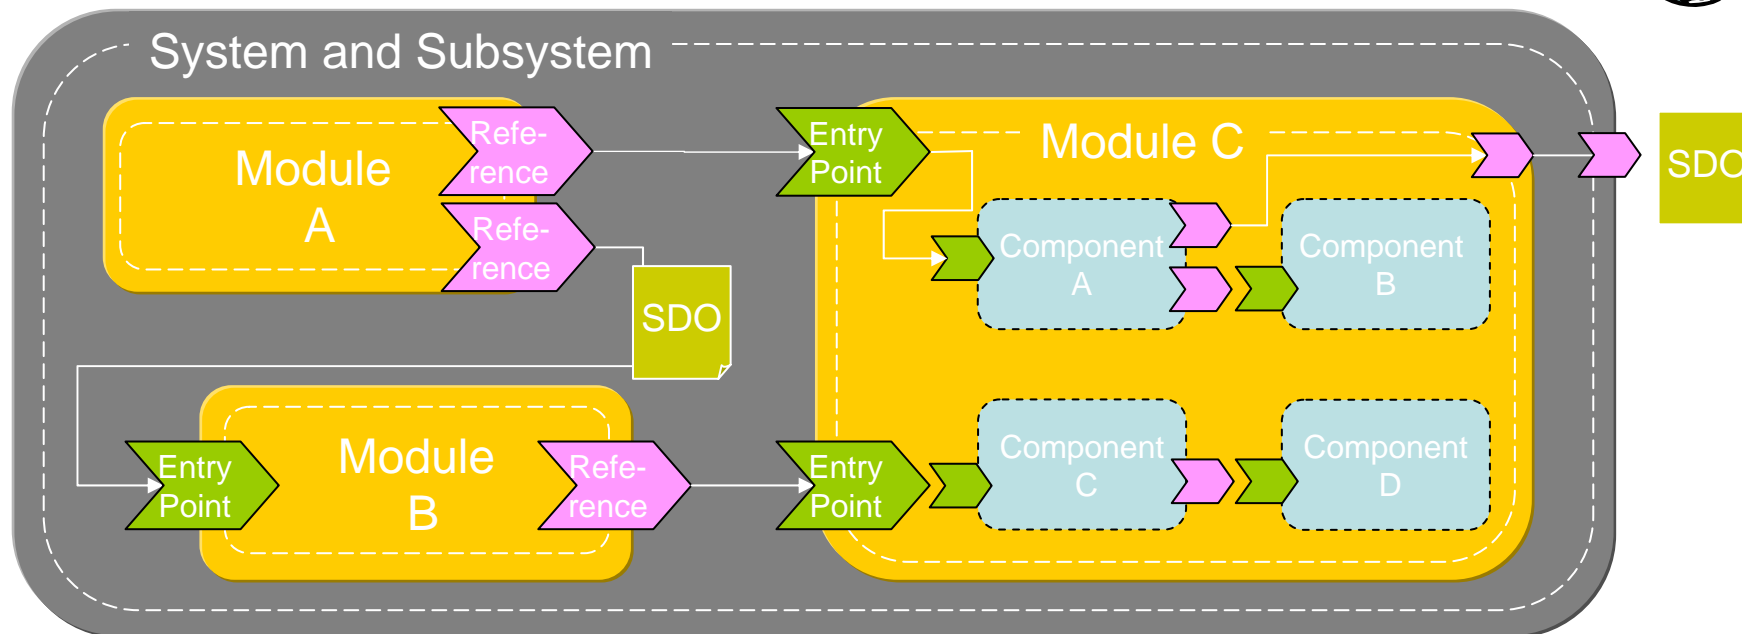 System and Subsystem
Module
A
Refe-
rence
Refe-
rence
SDO
Entry
Point
Module
B
Refe-
rence
Entry
Point
Module C
Component
A
Component
B
Entry
Point
Component
C
Component
D
SDO